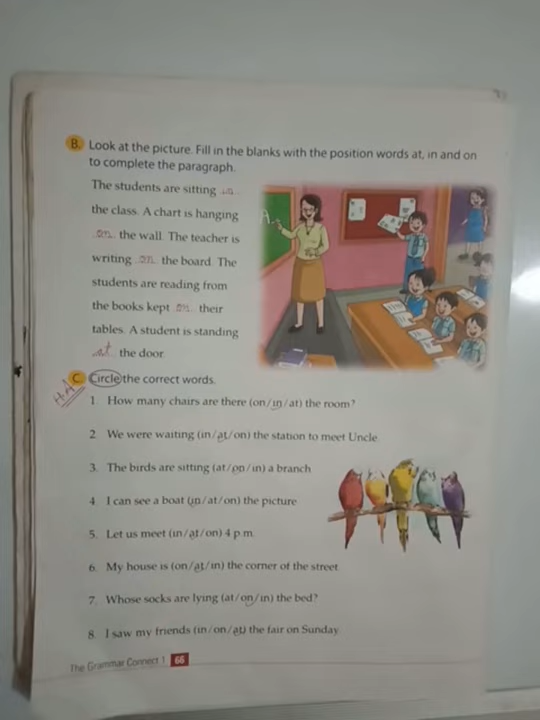 B. Look at the picture. Fill in the blanks with the position words at, in and on
to complete the paragraph.
The students are sitting in
the class. A chart is hanging
on the wall. The teacher is
writing on the board. The
students are reading from
the books kept on their
tables. A student is standing
at the door.
H.A C. Circle the correct words.
1. How many chairs are there (on/in/at) the room?
2. We were waiting (in/at/on) the station to meet Uncle.
3. The birds are sitting (at/on/in) a branch
4. I can see a boat (in/at/on) the picture
5. Let us meet (in/at/on) 4 p.m.
6. My house is (on/at/in) the corner of the street.
7. Whose socks are lying (at/on/in) the bed?
8. I saw my friends (in/on/at) the fair on Sunday.
The Grammar Connect 1 66